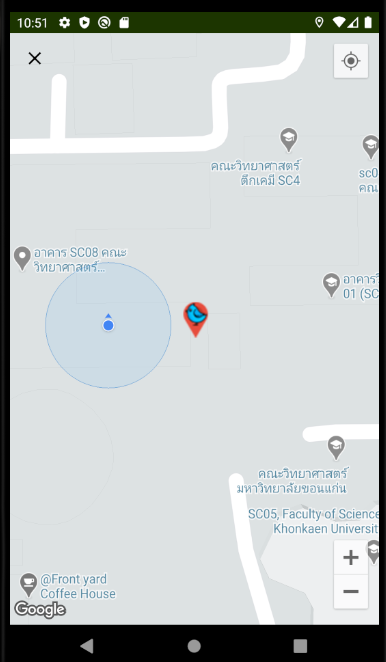 10:51
คณะวิทยาศาสตร์
ตึกเคมี SC4
sc0
คณ
อาคาร SC08 คณะ
วิทยาศาสตร์...
อาคาร
01 (SC
คณะวิทยาศาสตร์
มหาวิทยาลัยขอนแก่น
SC05, Faculty of Science
Khonkaen Universit
@Front yard
Coffee House
Google